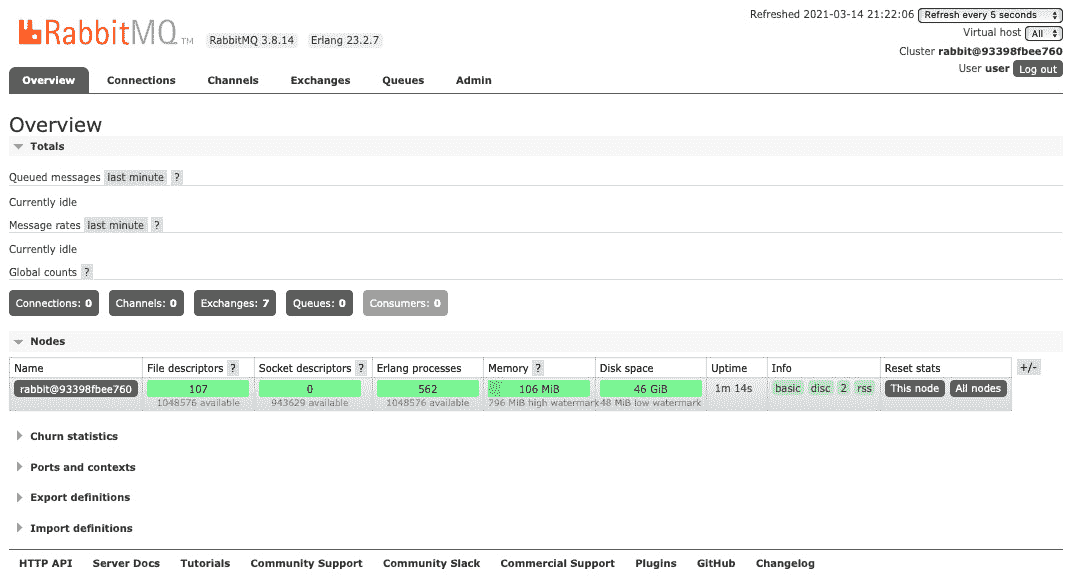 RabbitMQ TM RabbitMQ 3.8.14 Erlang 23.2.7
Refreshed 2021-03-14 21:22:06 Refresh every 5 seconds
Virtual host All
Cluster rabbit@93398fbee760
User user Log out
Overview Connections Channels Exchanges Queues Admin
Overview
Totals
Queued messages last minute ?
Currently idle
Message rates last minute ?
Currently idle
Global counts ?
Connections: 0 Channels: 0 Exchanges: 7 Queues: 0 Consumers: 0
Nodes
Name File descriptors ? Socket descriptors ? Erlang processes Memory ? Disk space Uptime Info Reset stats +/-
rabbit@93398fbee760 107 0 562 106 MiB 46 GiB 1m 14s basic disc 2 rss This node All nodes
1048576 available 943629 available 1048576 available 796 MiB high watermark 48 MiB low watermark
Churn statistics
Ports and contexts
Export definitions
Import definitions
HTTP API Server Docs Tutorials Community Support Community Slack Commercial Support Plugins GitHub Changelog